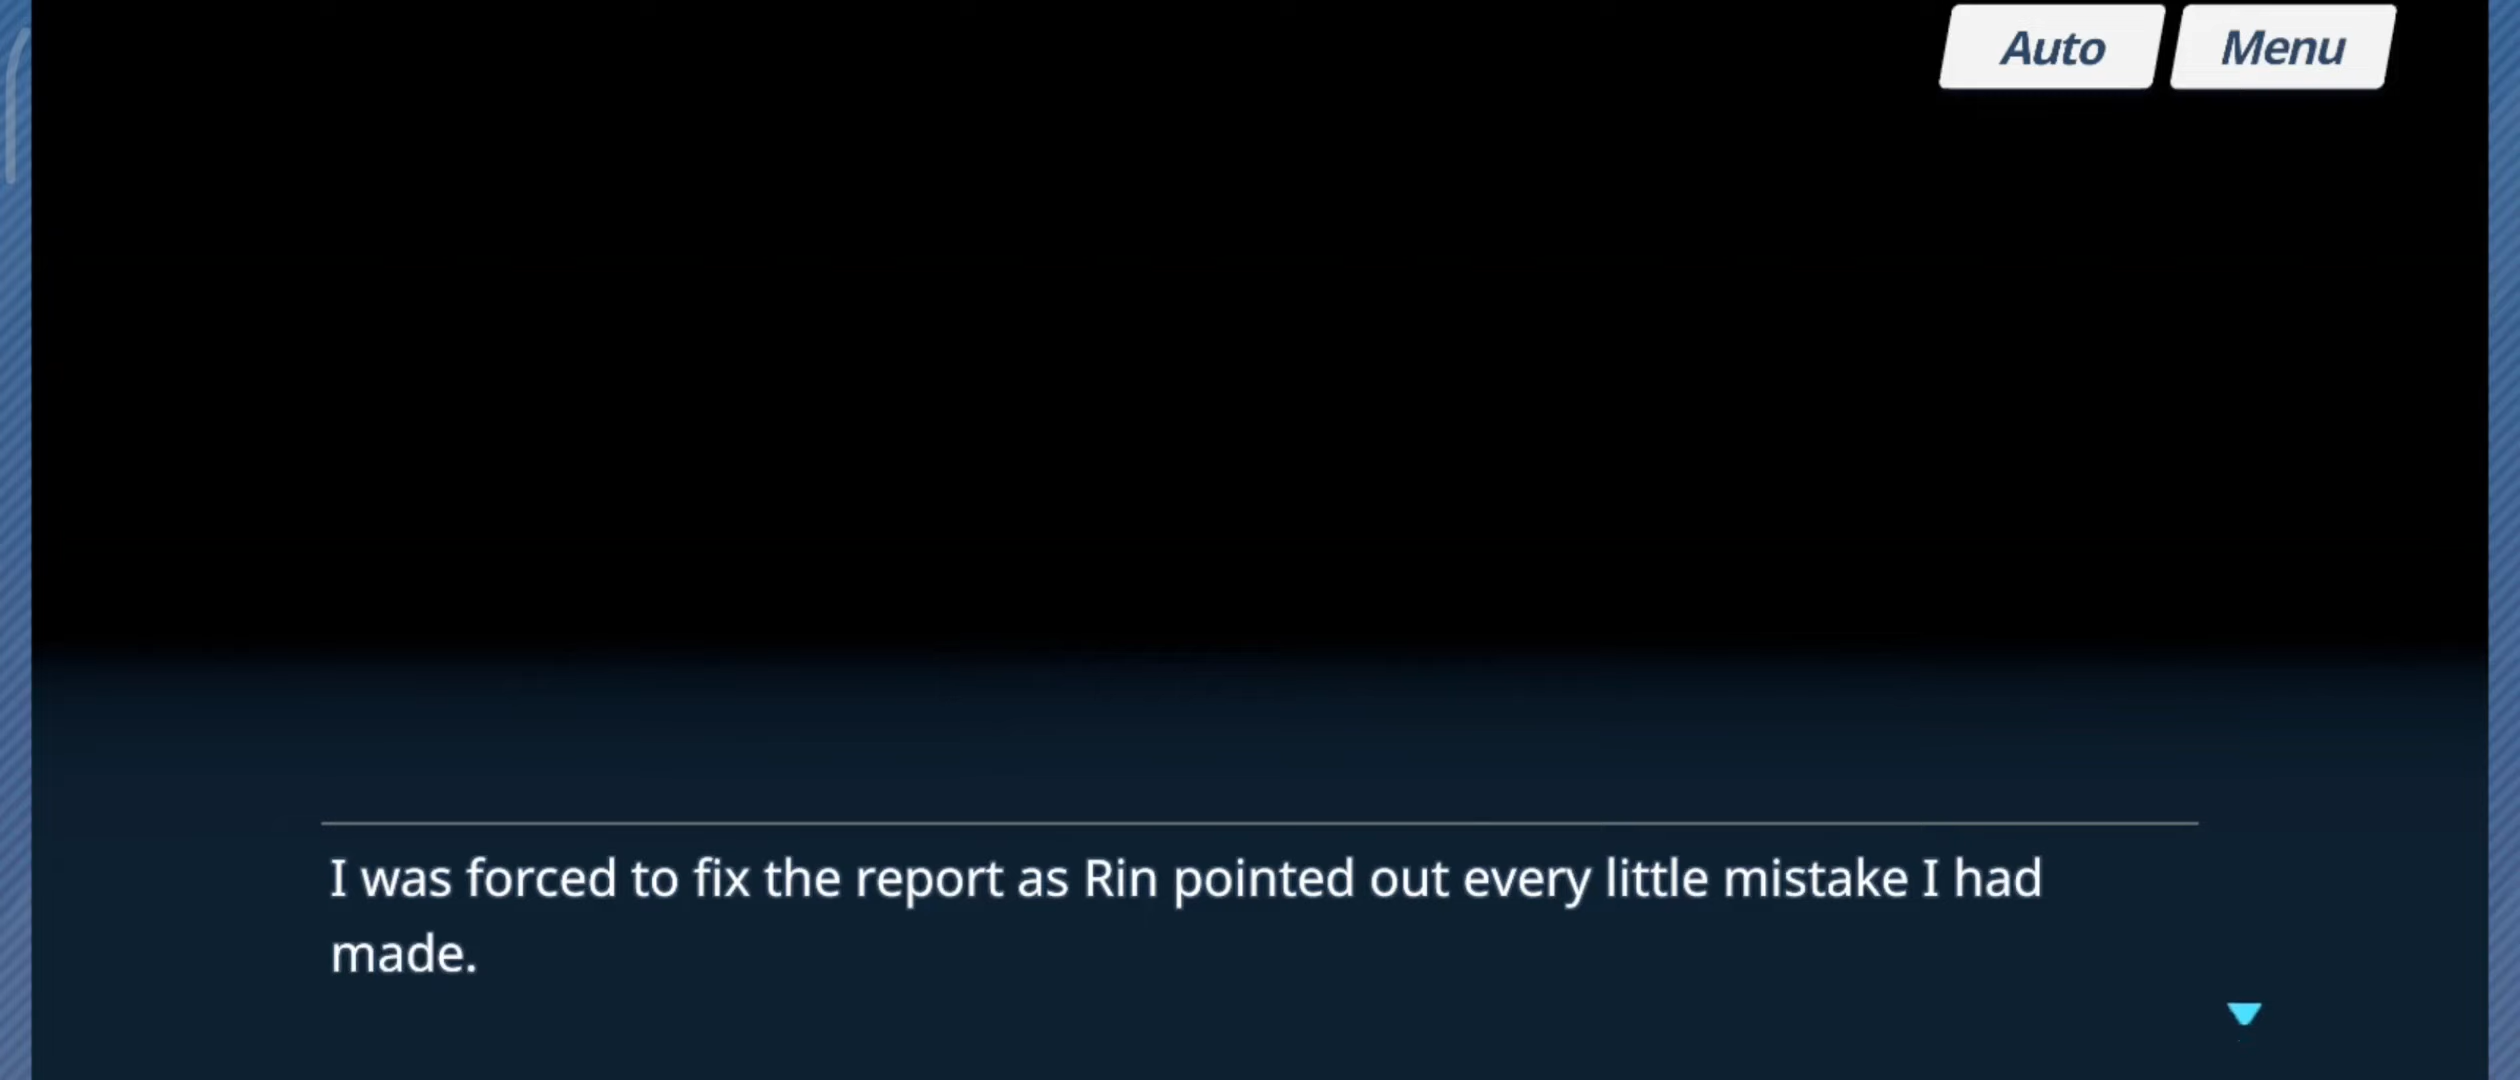 Auto Menu
I was forced to fix the report as Rin pointed out every little mistake I had
made.